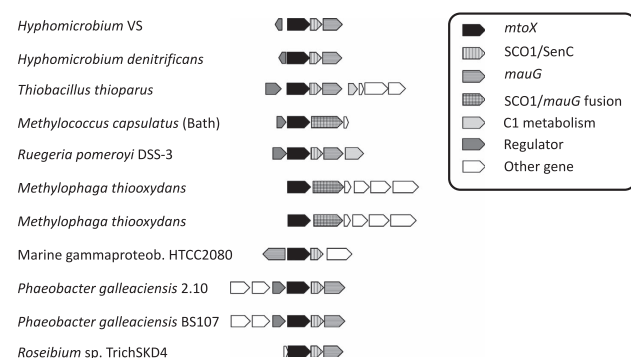 Hyphomicrobium VS
Hyphomicrobium denitrificans
Thiobacillus thioparus
Methylococcus capsulatus (Bath)
Ruegeria pomeroyi DSS-3
Methylophaga thiooxydans
Methylophaga thiooxydans
Marine gammaproteob. HTCC2080
Phaeobacter galleaciensis 2.10
Phaeobacter galleaciensis BS107
Roseibium sp. TrichSKD4
mtoX
SCO1/SenC
mauG
SCO1/mauG fusion
C1 metabolism
Regulator
Other gene